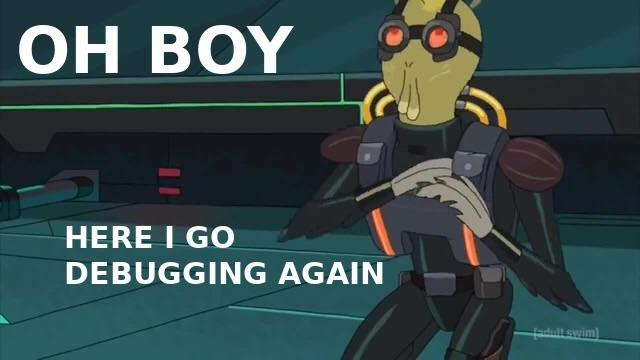 OH BOY
HERE I GO
DEBUGGING AGAIN
[adult swim]